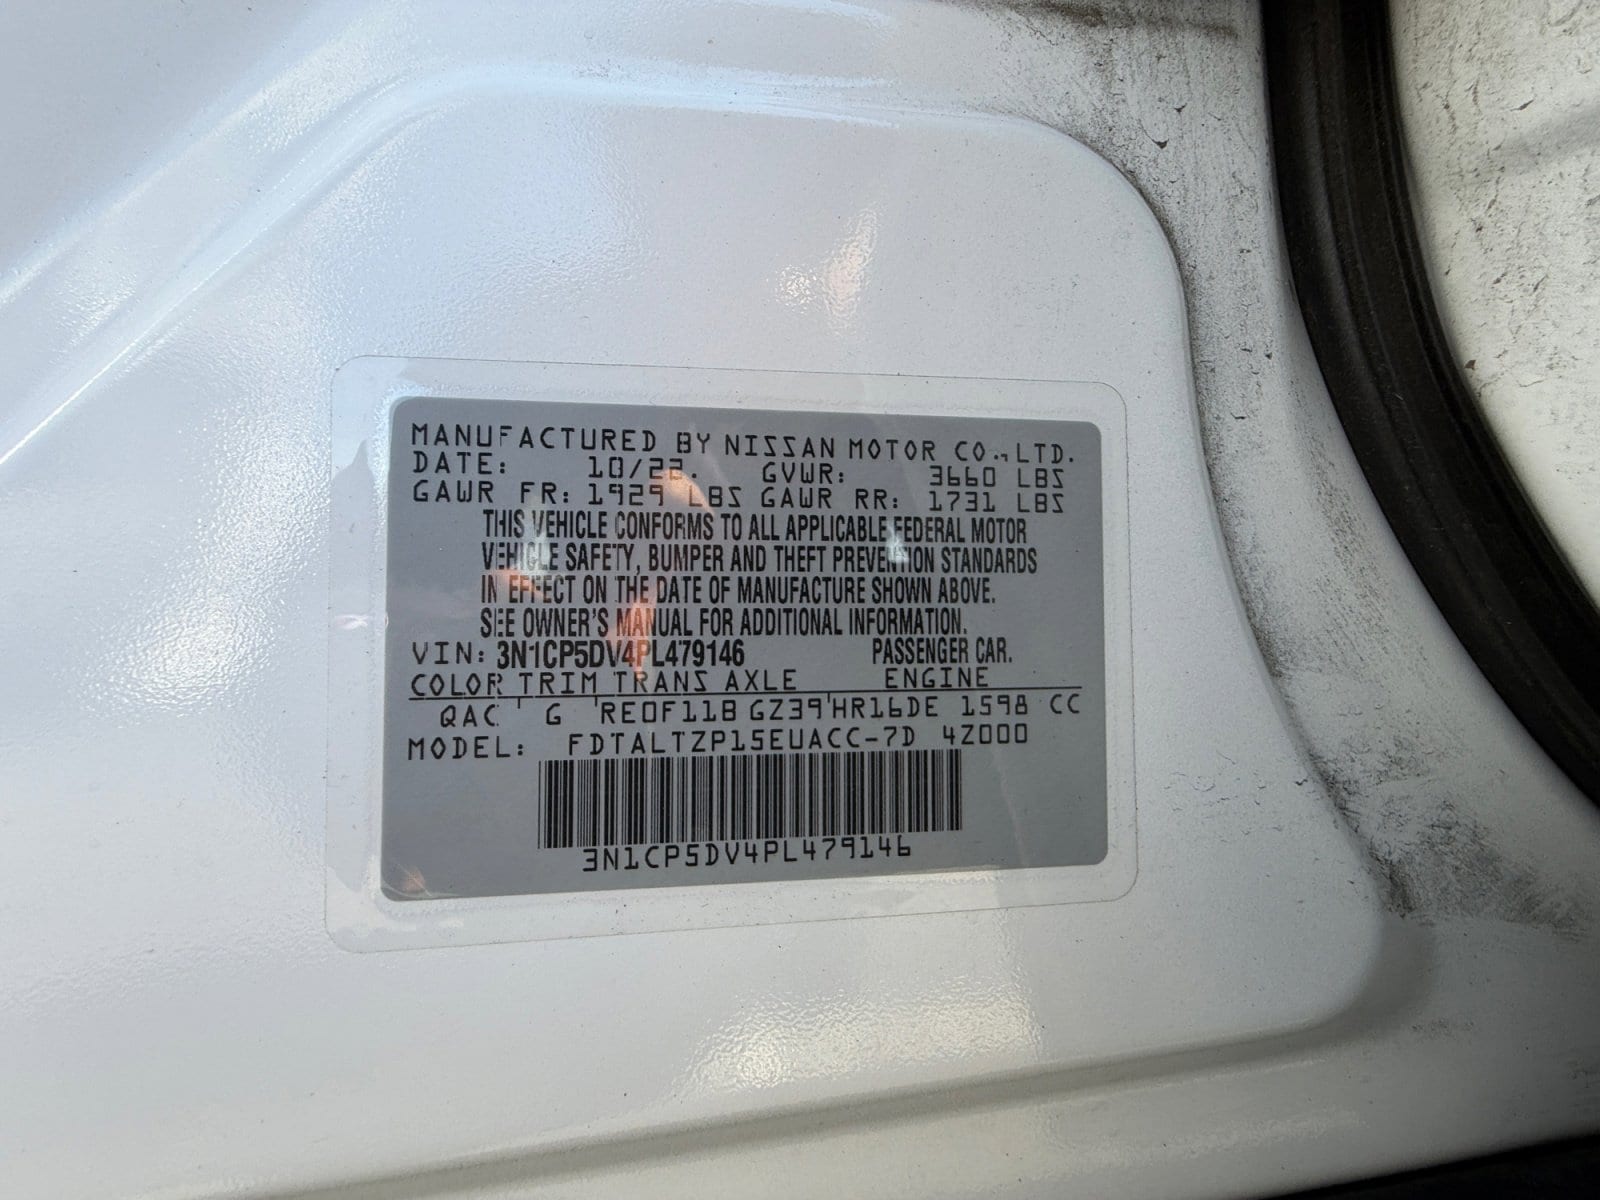 MANUFACTURED BY NISSAN MOTOR CO., LTD.
DATE: 10/22. GVWR: 3660 LBS
GAWR FR: 1929 LBS GAWR RR: 1731 LBS
THIS VEHICLE CONFORMS TO ALL APPLICABLE FEDERAL MOTOR
VEHICLE SAFETY, BUMPER AND THEFT PREVENTION STANDARDS
IN EFFECT ON THE DATE OF MANUFACTURE SHOWN ABOVE.
SEE OWNER'S MANUAL FOR ADDITIONAL INFORMATION.
VIN: 3N1CP5DV4PL479146 PASSENGER CAR.
COLOR TRIM TRANS AXLE ENGINE
QAC ' G ' RE0F11B GZ39 ' HR16DE 1598 CC
MODEL: FDTALTZP15EUACC-7D 4Z000
3N1CP5DV4PL479146